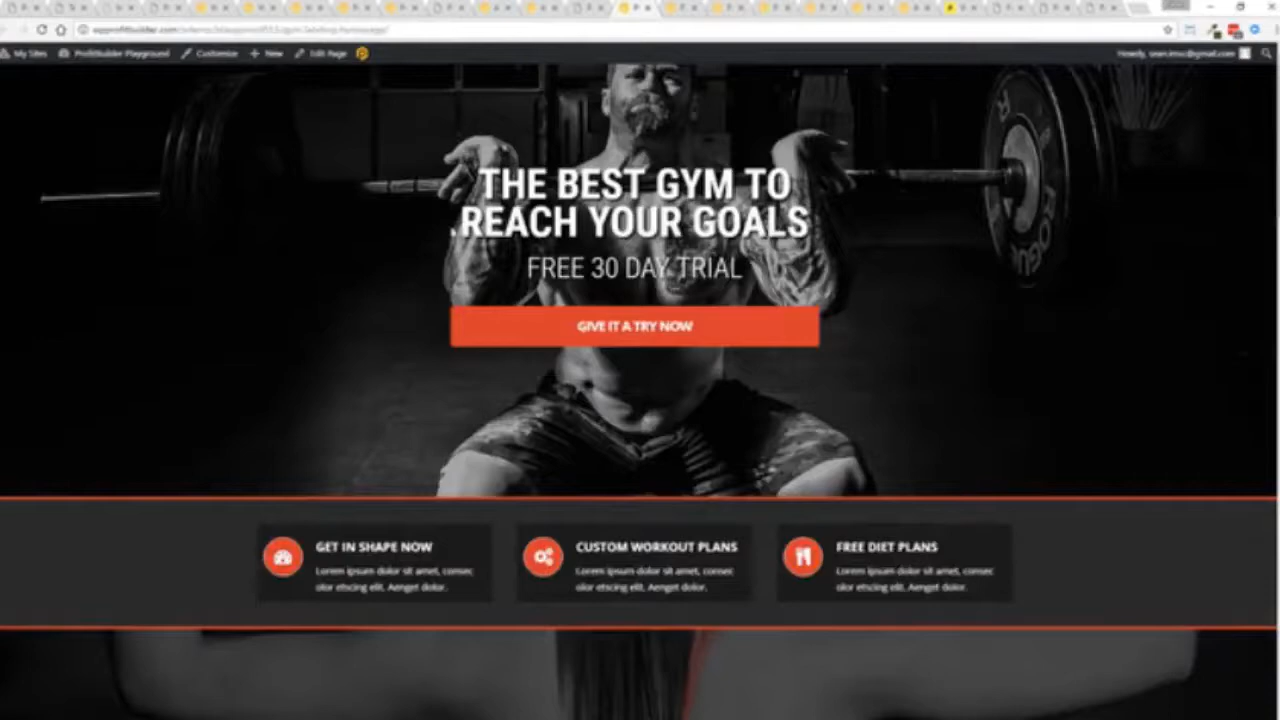 My Sites ProfitBuilder Playground Customize New Edit Page
THE BEST GYM TO
REACH YOUR GOALS
FREE 30 DAY TRIAL
GIVE IT A TRY NOW
GET IN SHAPE NOW
Lorem ipsum dolor sit amet, consec
olor etscing elit. Aenget dolor.
CUSTOM WORKOUT PLANS
Lorem ipsum dolor sit amet, consec
olor etscing elit. Aenget dolor.
FREE DIET PLANS
Lorem ipsum dolor sit amet, consec
olor etscing elit. Aenget dolor.